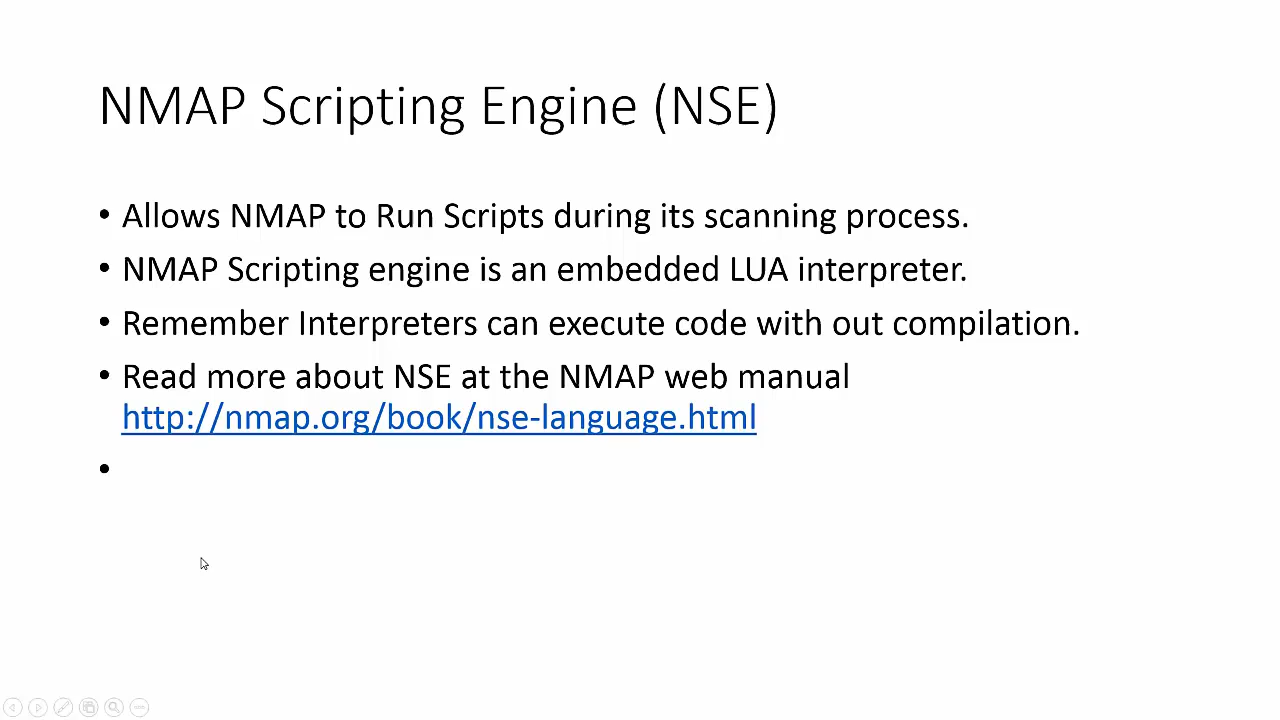 NMAP Scripting Engine (NSE)
• Allows NMAP to Run Scripts during its scanning process.
• NMAP Scripting engine is an embedded LUA interpreter.
• Remember Interpreters can execute code with out compilation.
• Read more about NSE at the NMAP web manual
http://nmap.org/book/nse-language.html
•